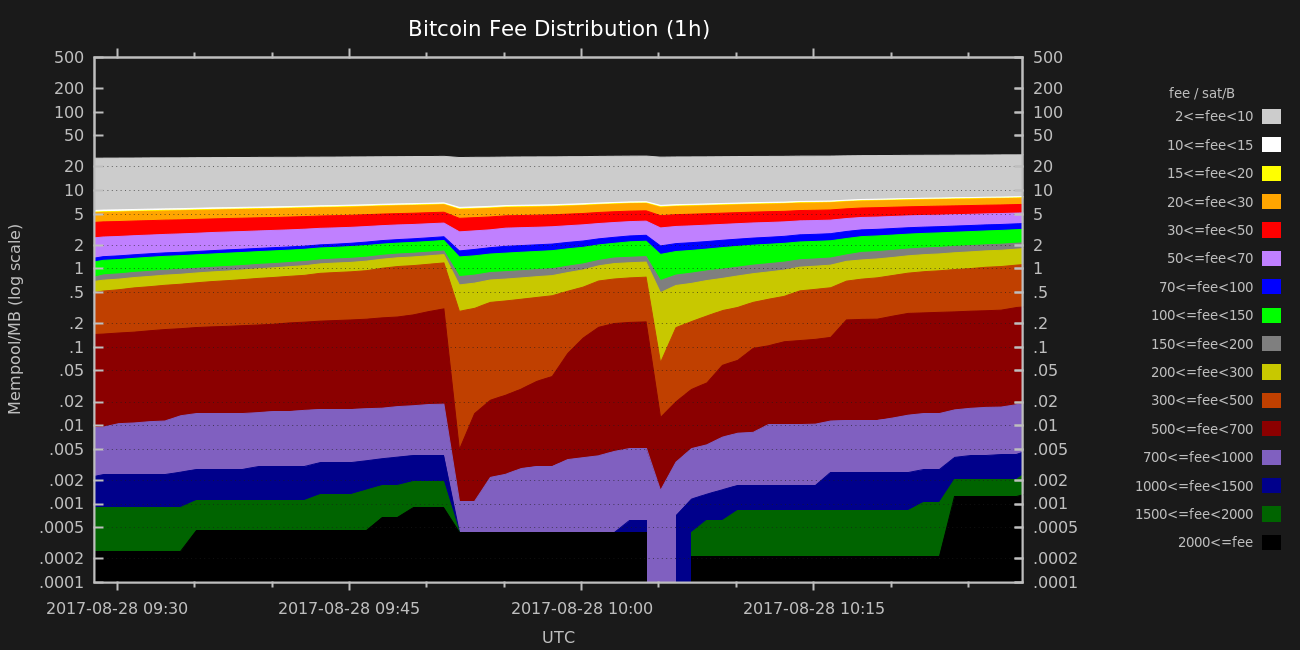 Bitcoin Fee Distribution (1h)
500 500
200 200
100 100
50 50
20 20
10 10
5 5
2 2
1 1
.5 .5
.2 .2
.1 .1
.05 .05
.02 .02
.01 .01
.005 .005
.002 .002
.001 .001
.0005 .0005
.0002 .0002
.0001 .0001
Mempool/MB (log scale)
2017-08-28 09:30 2017-08-28 09:45 2017-08-28 10:00 2017-08-28 10:15
UTC
fee / sat/B
2<=fee<10
10<=fee<15
15<=fee<20
20<=fee<30
30<=fee<50
50<=fee<70
70<=fee<100
100<=fee<150
150<=fee<200
200<=fee<300
300<=fee<500
500<=fee<700
700<=fee<1000
1000<=fee<1500
1500<=fee<2000
2000<=fee